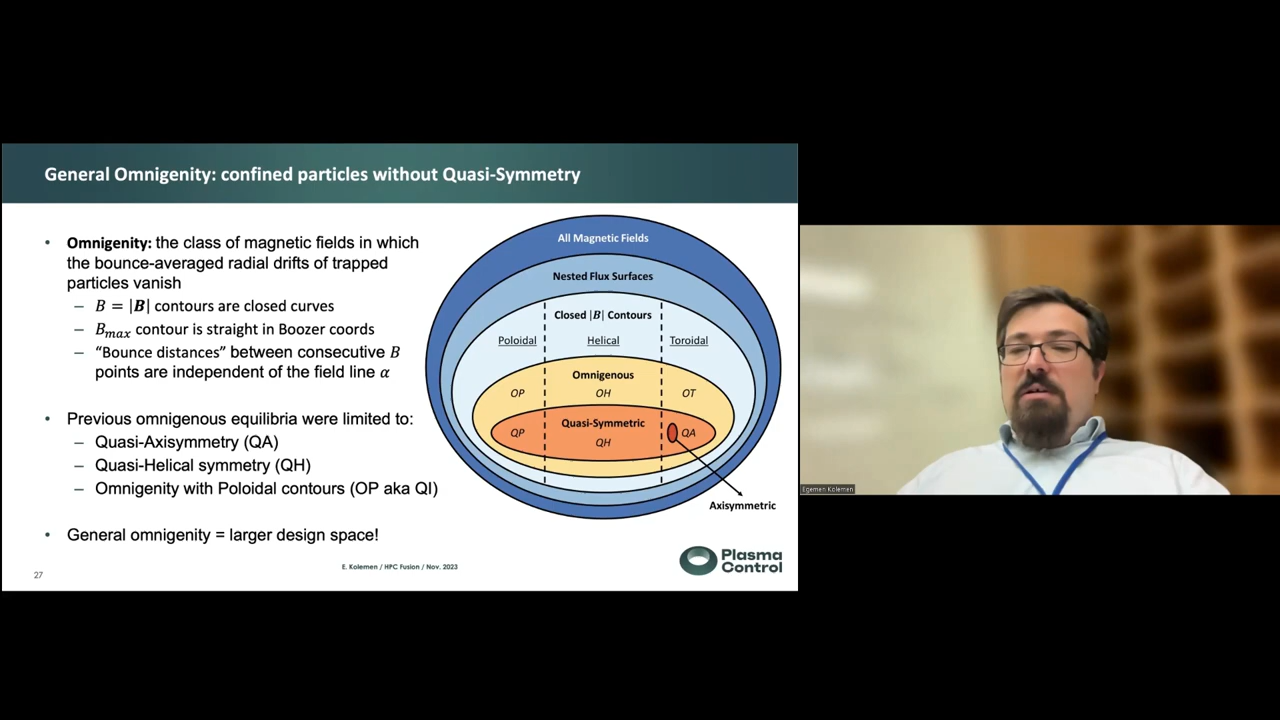 General Omnigenity: confined particles without Quasi-Symmetry
• Omnigenity: the class of magnetic fields in which
the bounce-averaged radial drifts of trapped
particles vanish
– B = |B| contours are closed curves
– Bmax contour is straight in Boozer coords
– “Bounce distances” between consecutive B
points are independent of the field line α
• Previous omnigenous equilibria were limited to:
– Quasi-Axisymmetry (QA)
– Quasi-Helical symmetry (QH)
– Omnigenity with Poloidal contours (OP aka QI)
• General omnigenity = larger design space!
All Magnetic Fields
Nested Flux Surfaces
Closed |B| Contours
Poloidal Helical Toroidal
Omnigenous
OP OH OT
Quasi-Symmetric
QP QH QA
Axisymmetric
27
E. Kolemen / HPC Fusion / Nov. 2023
Plasma
Control
Egemen Kolemen